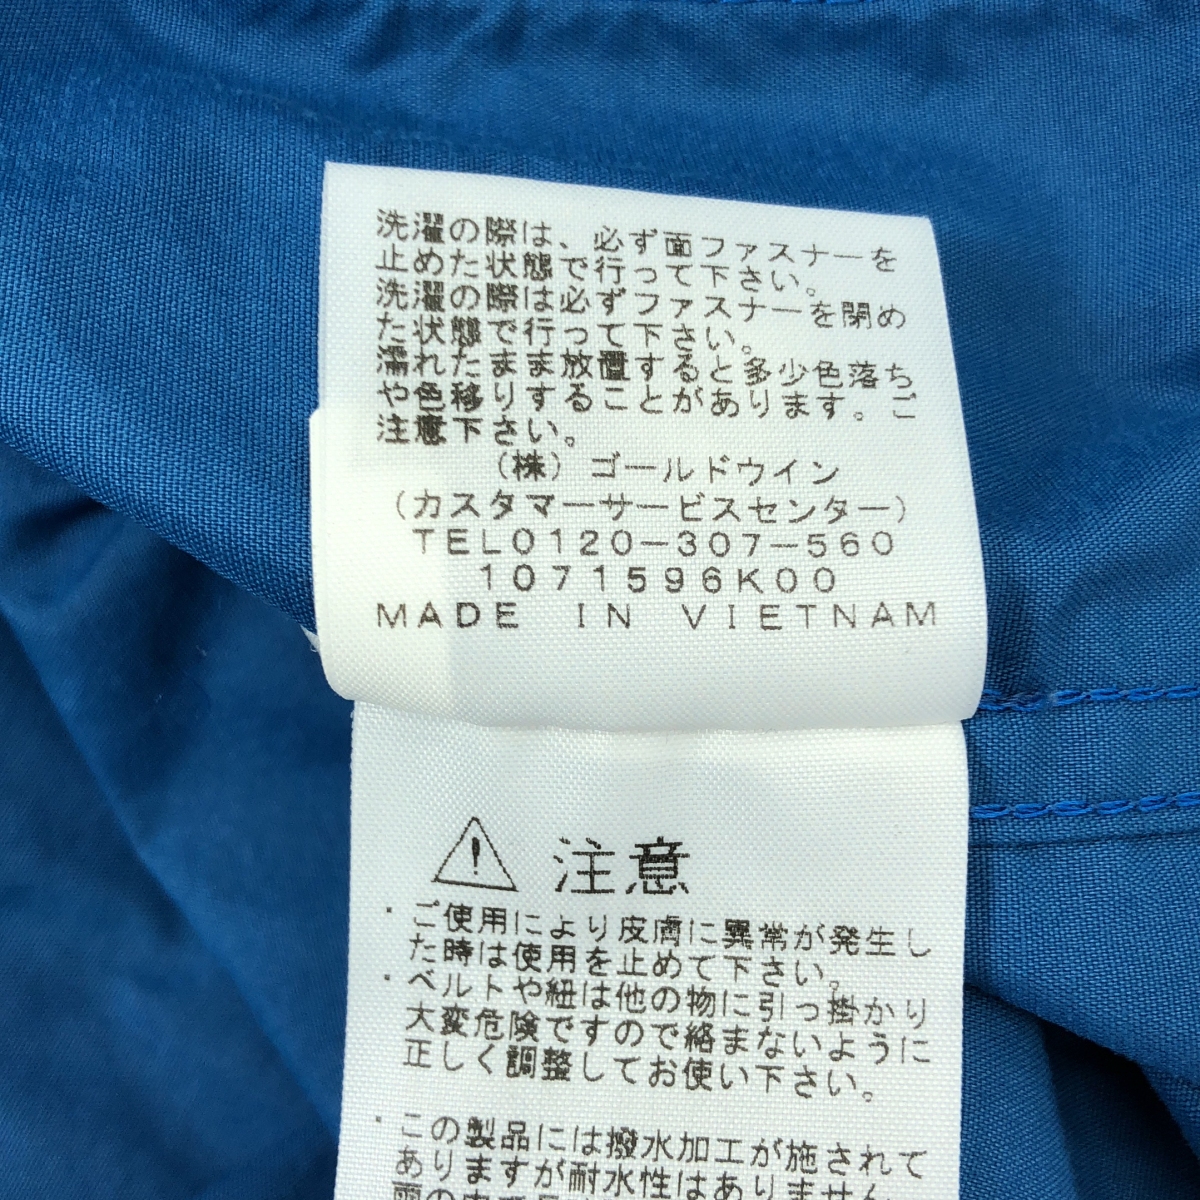 洗濯の際は、必ず面ファスナーを
止めた状態で行って下さい。
洗濯の際は必ずファスナーを閉め
た状態で行って下さい。
濡れたまま放置すると多少色落ち
や色移りすることがあります。ご
注意下さい。
(株)ゴールドウイン
(カスタマーサービスセンター)
TEL0120-307-560
1071596K00
MADE IN VIETNAM
注意
・ご使用により皮膚に異常が発生し
た時は使用を止めて下さい。
・ベルトや紐は他の物に引っ掛かり
大変危険ですので絡まないように
正しく調整してお使い下さい。
・この製品には撥水加工が施されて
ありますが耐水性はありません